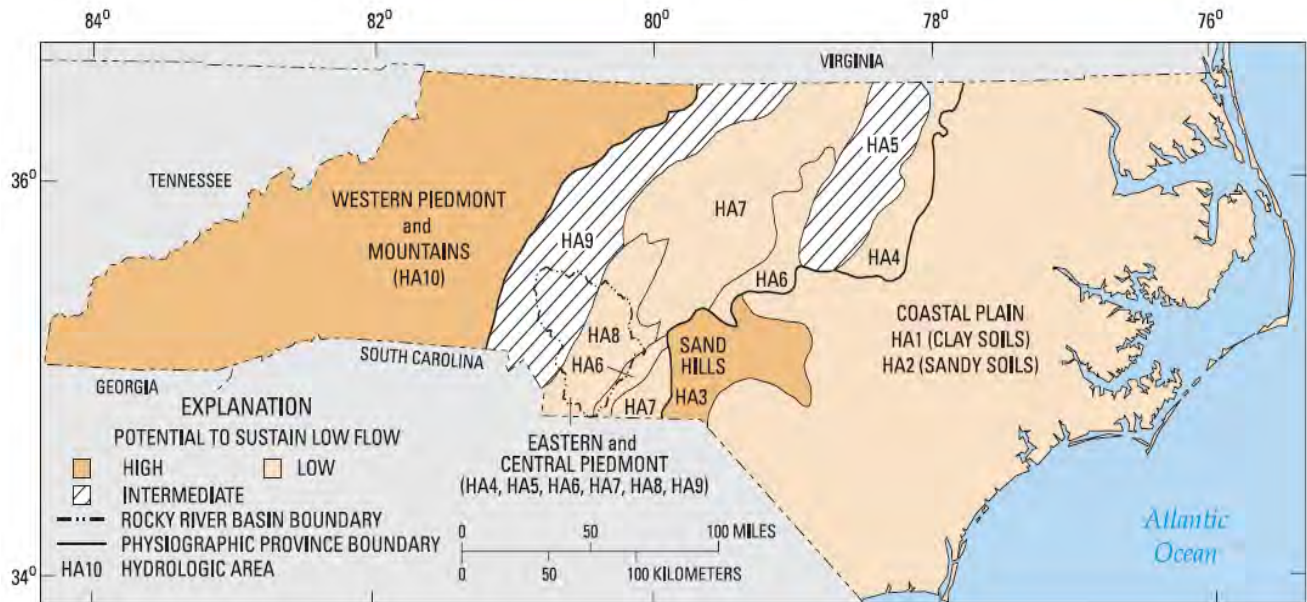 84°
82°
80°
78°
76°
VIRGINIA
36°
TENNESSEE
WESTERN PIEDMONT
and
MOUNTAINS
(HA10)
HA9
HA7
HA5
HA4
HA6
HA8
HA6
HA7
SAND
HILLS
HA3
COASTAL PLAIN
HA1 (CLAY SOILS)
HA2 (SANDY SOILS)
SOUTH CAROLINA
GEORGIA
EASTERN and
CENTRAL PIEDMONT
(HA4, HA5, HA6, HA7, HA8, HA9)
EXPLANATION
POTENTIAL TO SUSTAIN LOW FLOW
HIGH LOW
INTERMEDIATE
ROCKY RIVER BASIN BOUNDARY
PHYSIOGRAPHIC PROVINCE BOUNDARY
HA10 HYDROLOGIC AREA
0 50 100 MILES
0 50 100 KILOMETERS
Atlantic
Ocean
34°